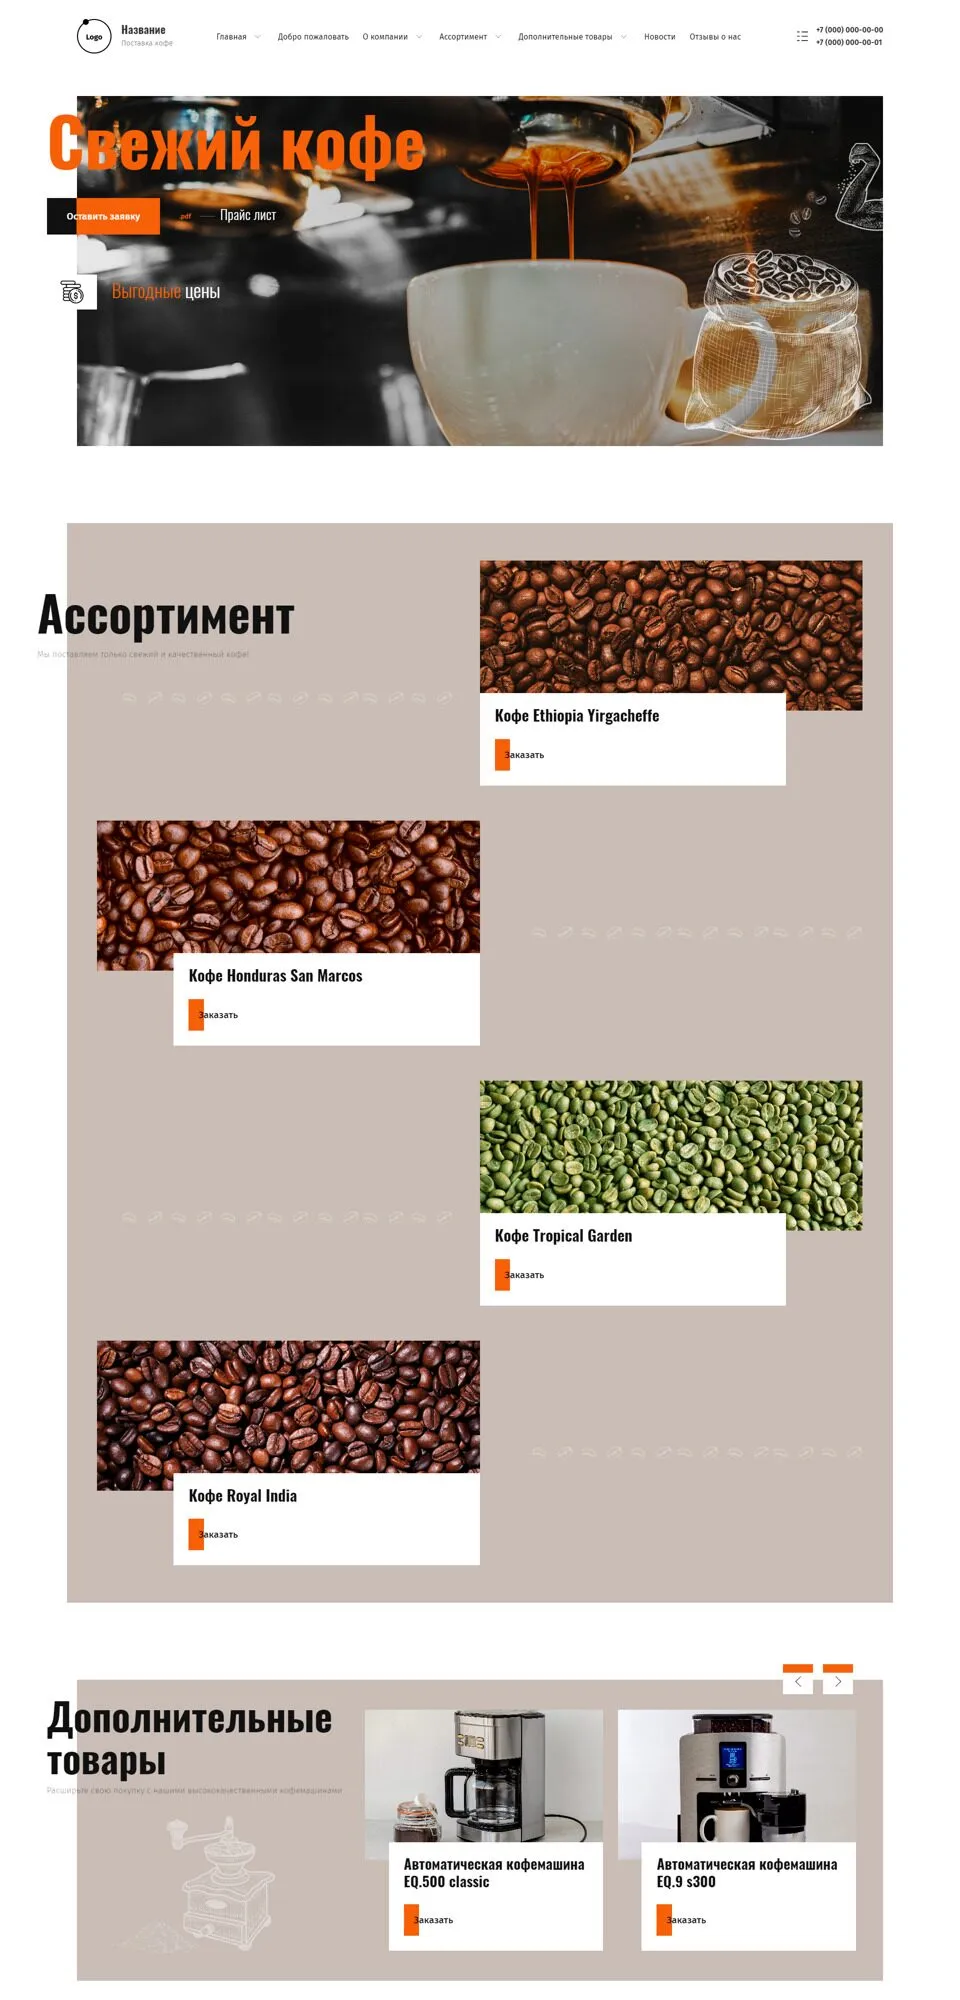 Logo
Название
Поставка кофе
Главная
Добро пожаловать
О компании
Ассортимент
Дополнительные товары
Новости
Отзывы о нас
+7 (000) 000-00-00
+7 (000) 000-00-01
Свежий кофе
Оставить заявку
.pdf
Прайс лист
Выгодные цены
Ассортимент
Мы поставляем только свежий и качественный кофе!
Кофе Ethiopia Yirgacheffe
Заказать
Кофе Honduras San Marcos
Заказать
Кофе Tropical Garden
Заказать
Кофе Royal India
Заказать
Дополнительные
товары
Расширьте свою покупку с нашими высококачественными кофемашинами
Автоматическая кофемашина
EQ.500 classic
Заказать
Автоматическая кофемашина
EQ.9 s300
Заказать